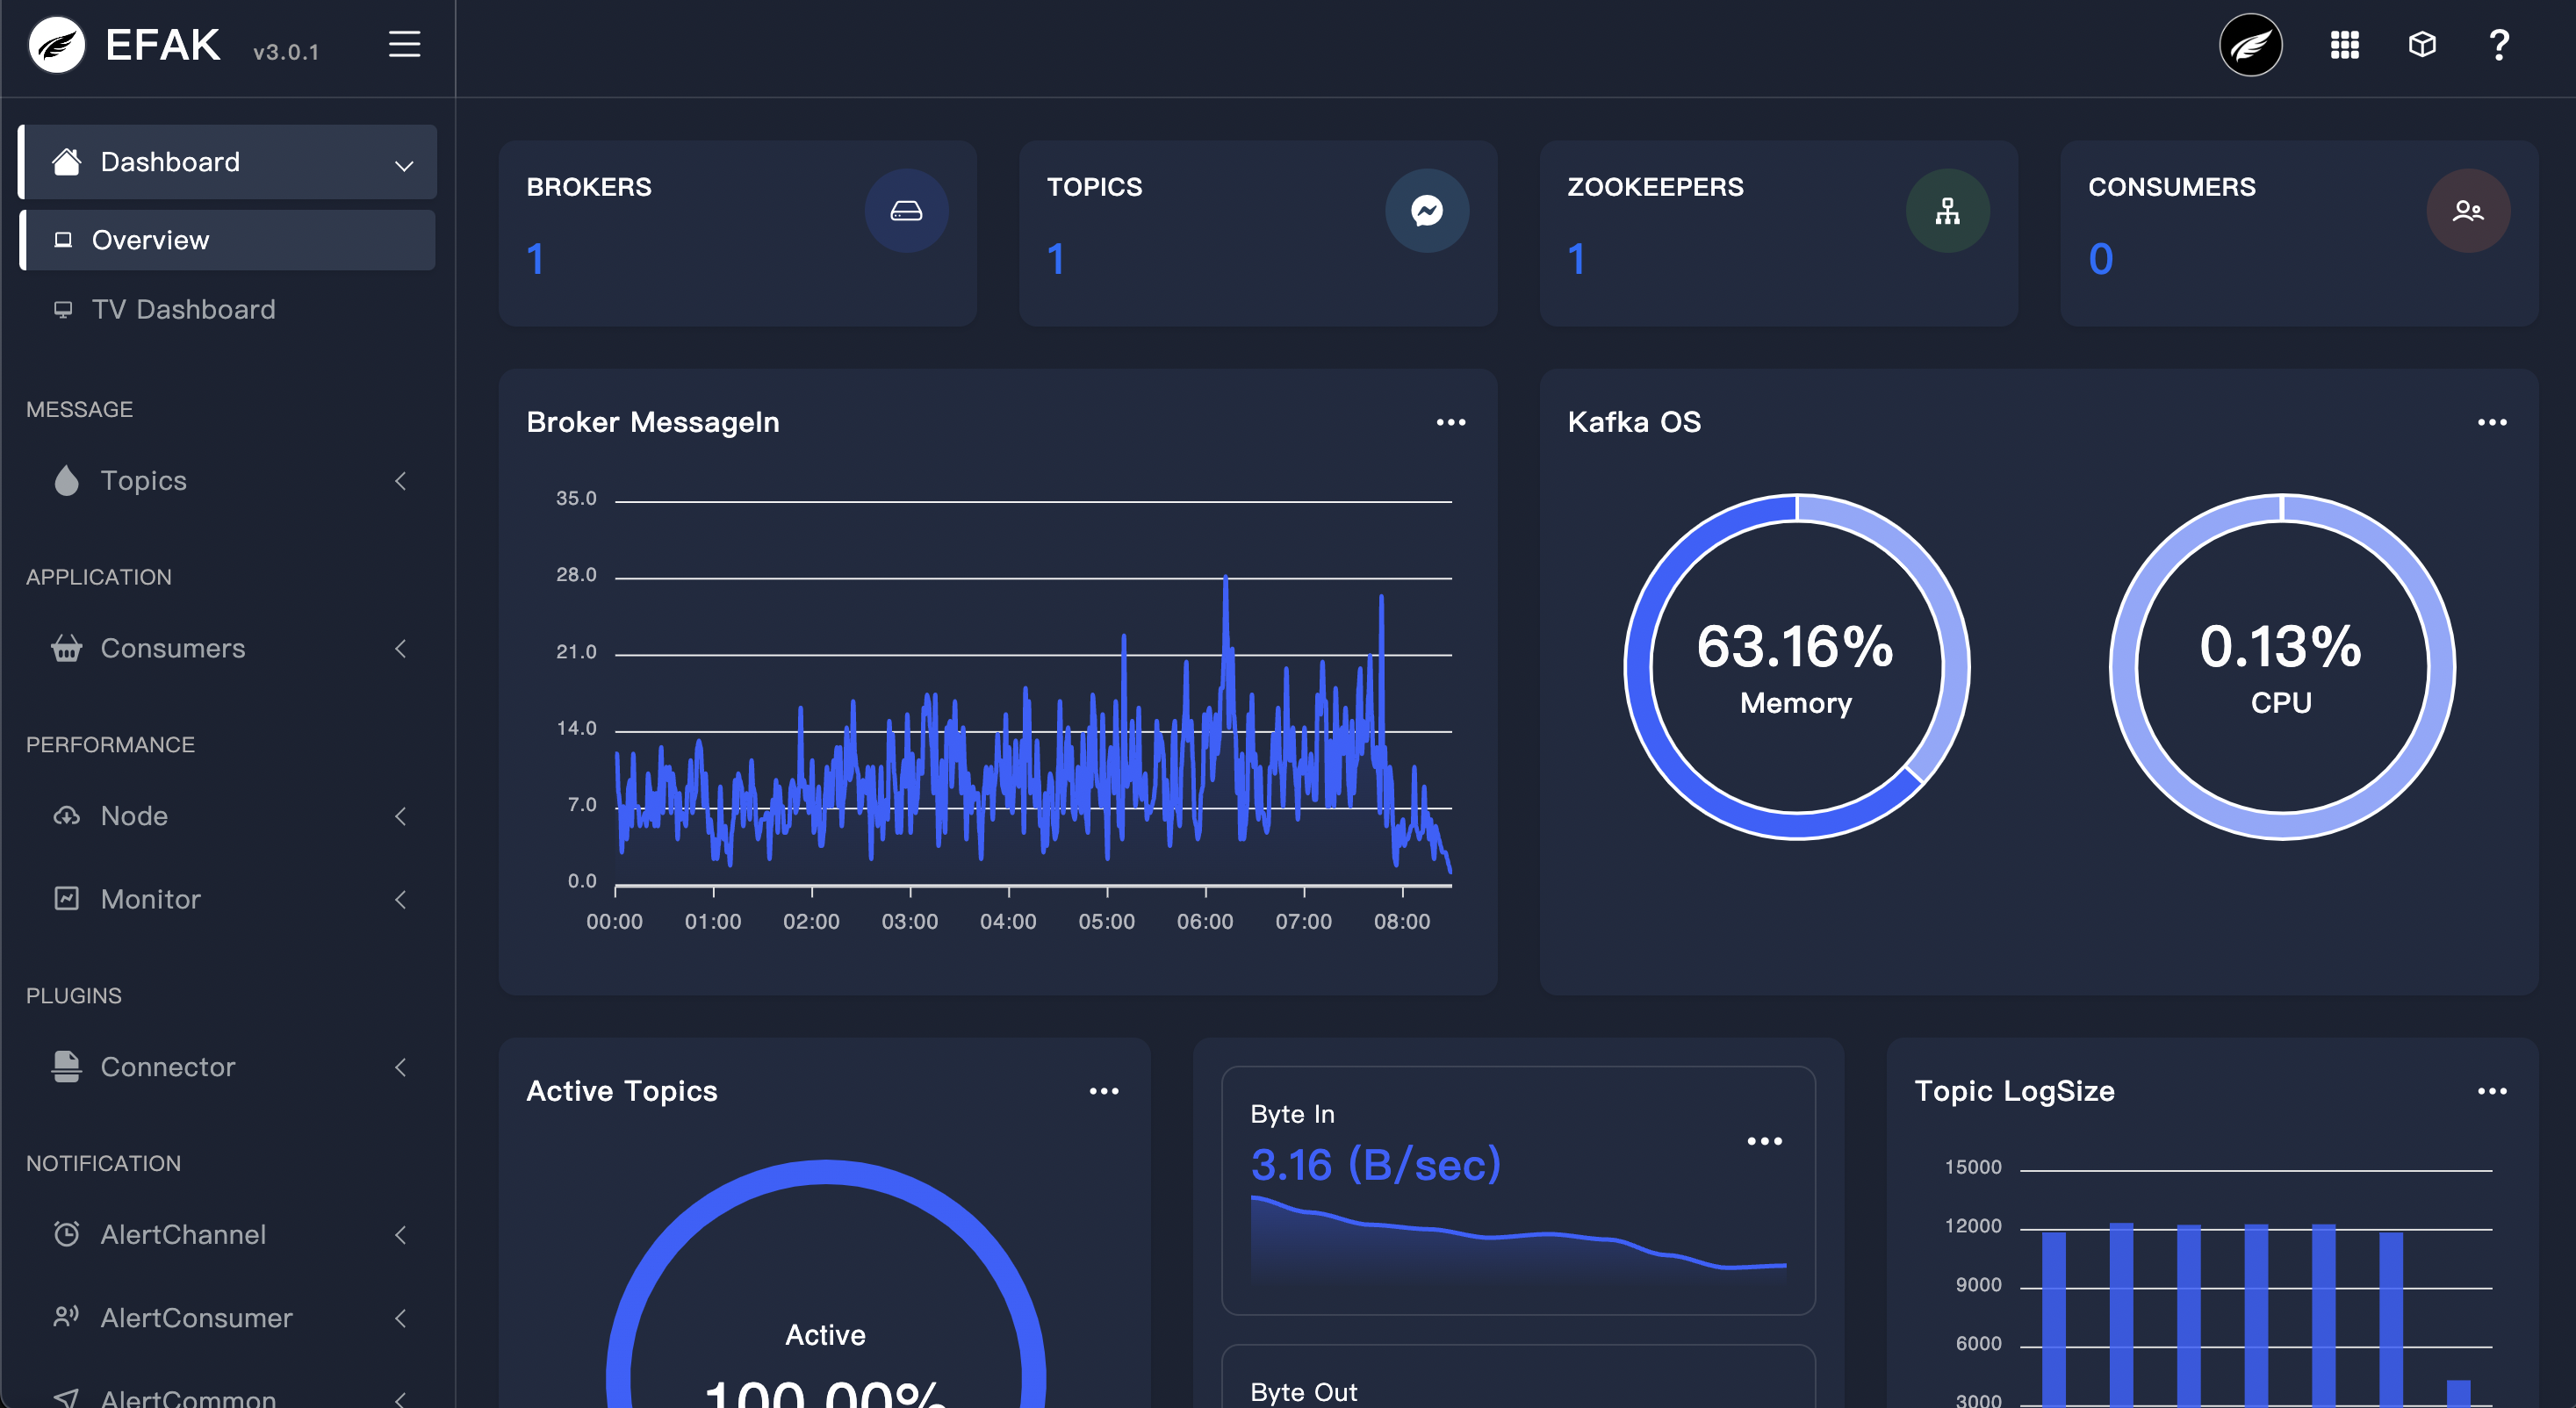 EFAK v3.0.1
Dashboard
Overview
TV Dashboard
MESSAGE
Topics
APPLICATION
Consumers
PERFORMANCE
Node
Monitor
PLUGINS
Connector
NOTIFICATION
AlertChannel
AlertConsumer
AlertCommon
?
BROKERS
1
TOPICS
1
ZOOKEEPERS
1
CONSUMERS
0
Broker MessageIn
35.0
28.0
21.0
14.0
7.0
0.0
00:00 01:00 02:00 03:00 04:00 05:00 06:00 07:00 08:00
Kafka OS
63.16%
Memory
0.13%
CPU
Active Topics
Active
100.00%
Byte In
3.16 (B/sec)
Byte Out
Topic LogSize
15000
12000
9000
6000
3000